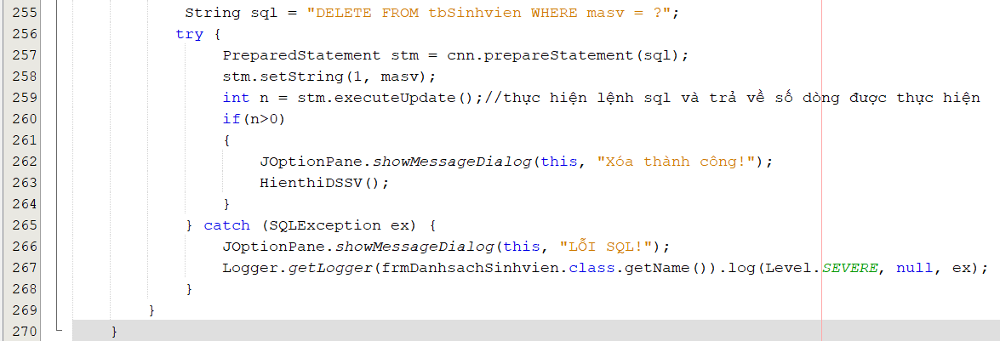 255 String sql = "DELETE FROM tbSinhvien WHERE masv = ?";
256 try {
257 PreparedStatement stm = cnn.prepareStatement(sql);
258 stm.setString(1, masv);
259 int n = stm.executeUpdate();//thực hiện lệnh sql và trả về số dòng được thực hiện
260 if(n>0)
261 {
262 JOptionPane.showMessageDialog(this, "Xóa thành công!");
263 HienthiDSSV();
264 }
265 } catch (SQLException ex) {
266 JOptionPane.showMessageDialog(this, "LỖI SQL!");
267 Logger.getLogger(frmDanhsachSinhvien.class.getName()).log(Level.SEVERE, null, ex);
268 }
269 }
270 }